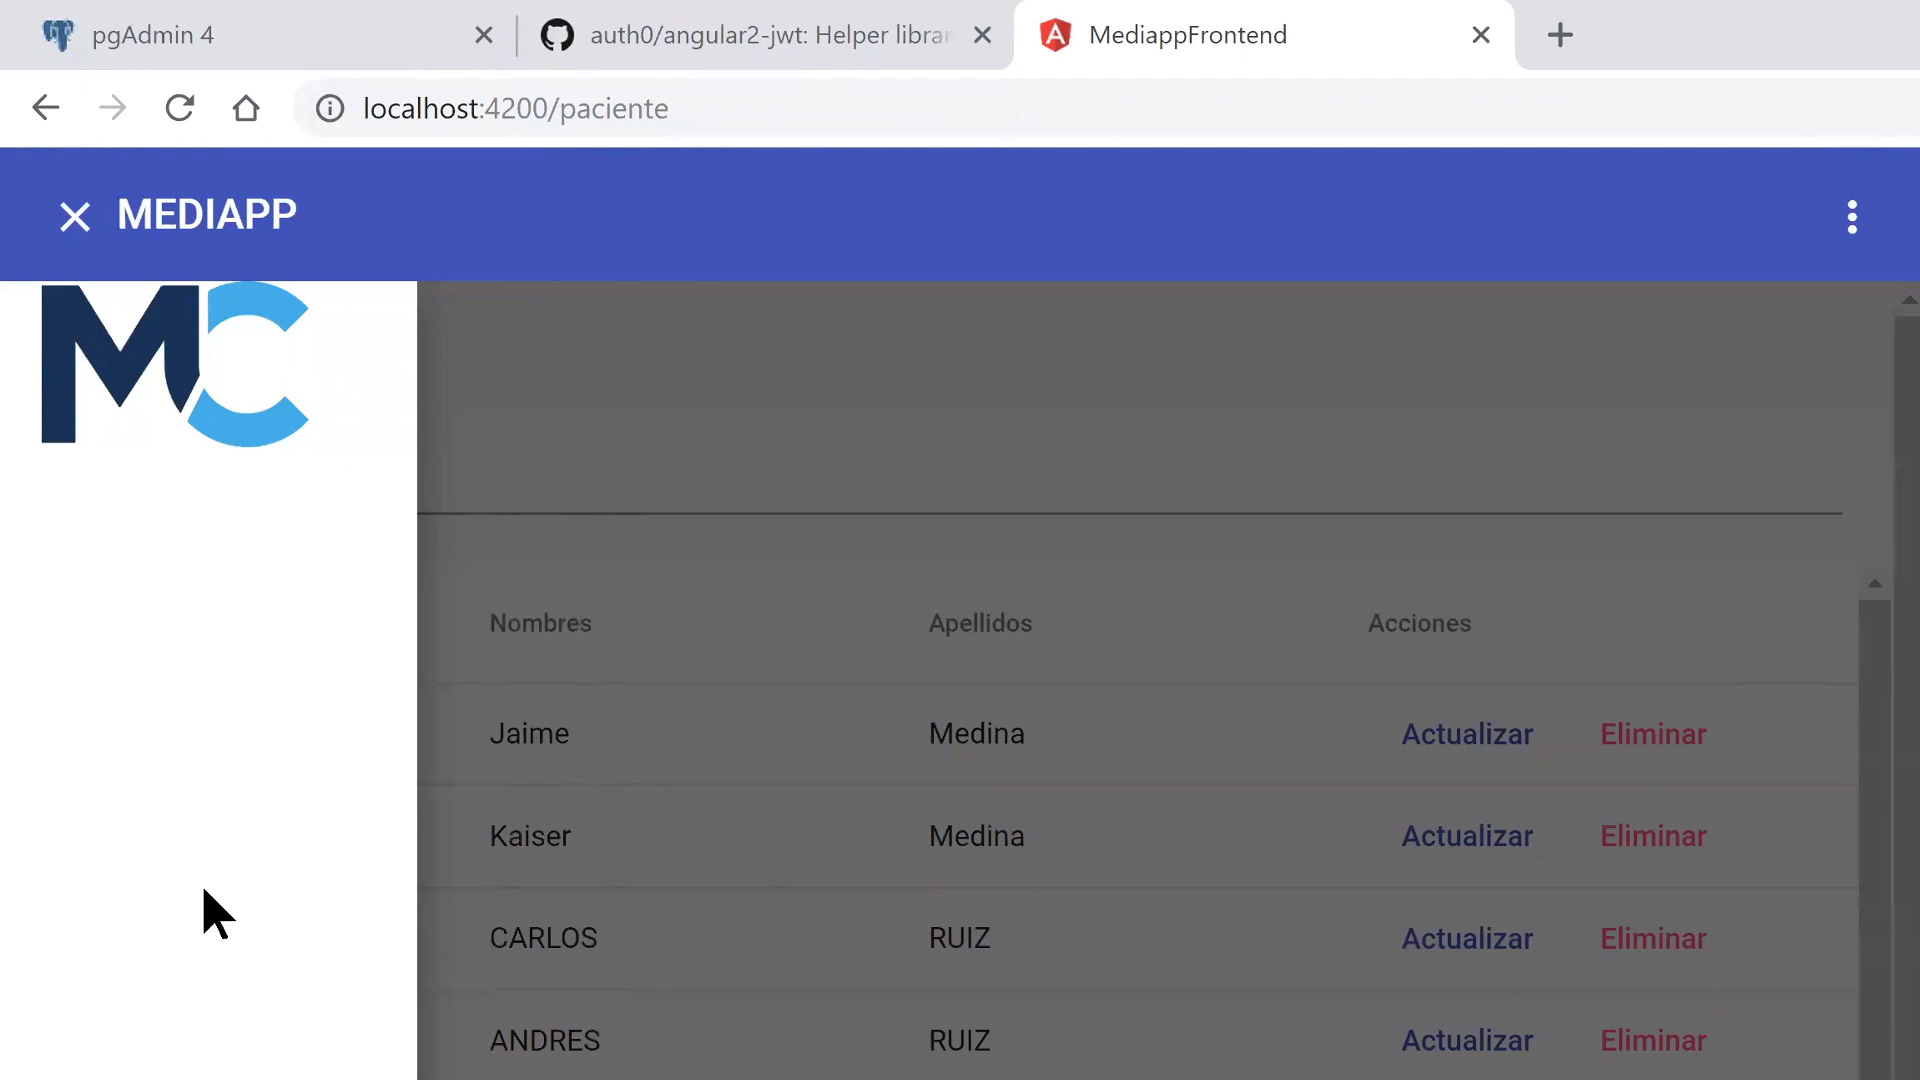 pgAdmin 4
auth0/angular2-jwt: Helper librar
MediappFrontend
localhost:4200/paciente
MEDIAPP
MC
Nombres Apellidos Acciones
Jaime Medina Actualizar Eliminar
Kaiser Medina Actualizar Eliminar
CARLOS RUIZ Actualizar Eliminar
ANDRES RUIZ Actualizar Eliminar